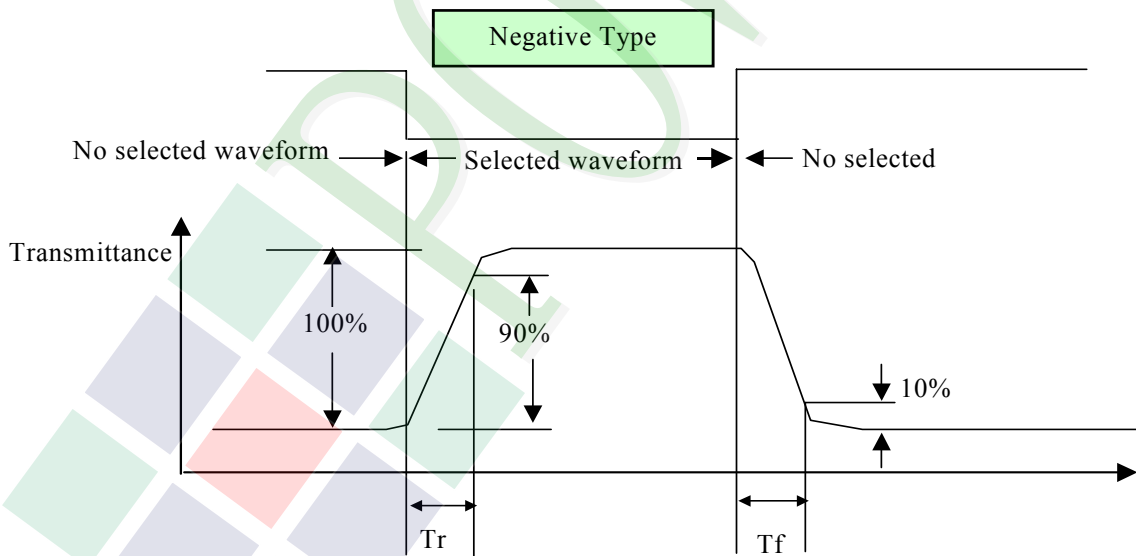 Negative Type
No selected waveform
Selected waveform
No selected
Transmittance
100%
90%
10%
Tr
Tf